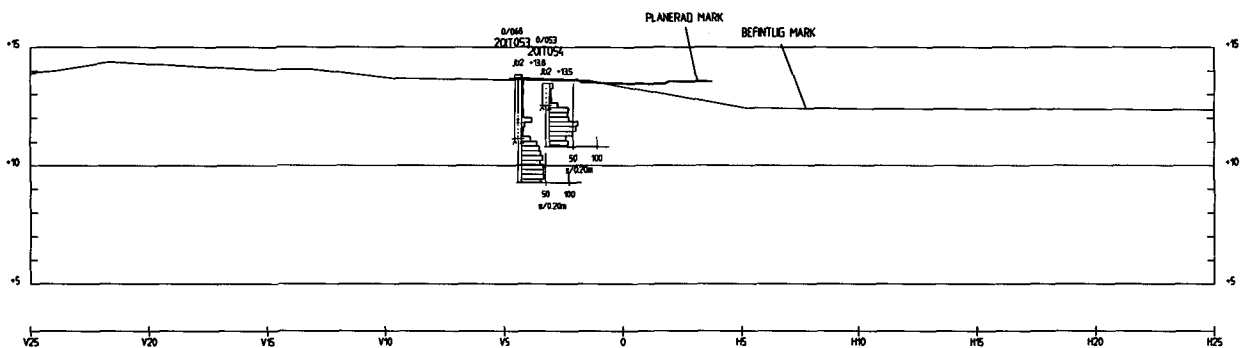 PLANERAD MARK
BEFINTLIG MARK
0/068
20IT053
0/053
20IT054
+15
+15
Jb2 +13.8
Jb2 +13.5
50 100
s/0.20m
+10
+10
50 100
s/0.20m
+5
+5
V25 V20 V15 V10 V5 0 H5 H10 H15 H20 H25